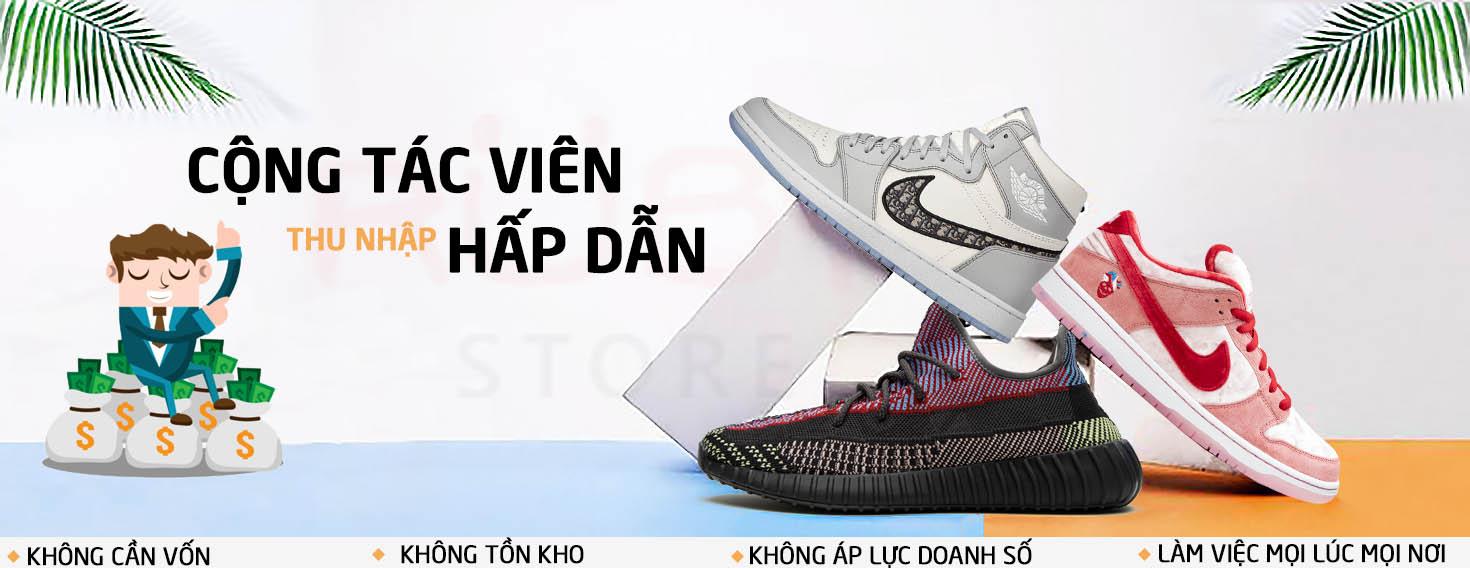 CỘNG TÁC VIÊN
THU NHẬP HẤP DẪN
STORE
$ $ $ $ $
KHÔNG CẦN VỐN
KHÔNG TỒN KHO
KHÔNG ÁP LỰC DOANH SỐ
LÀM VIỆC MỌI LÚC MỌI NƠI